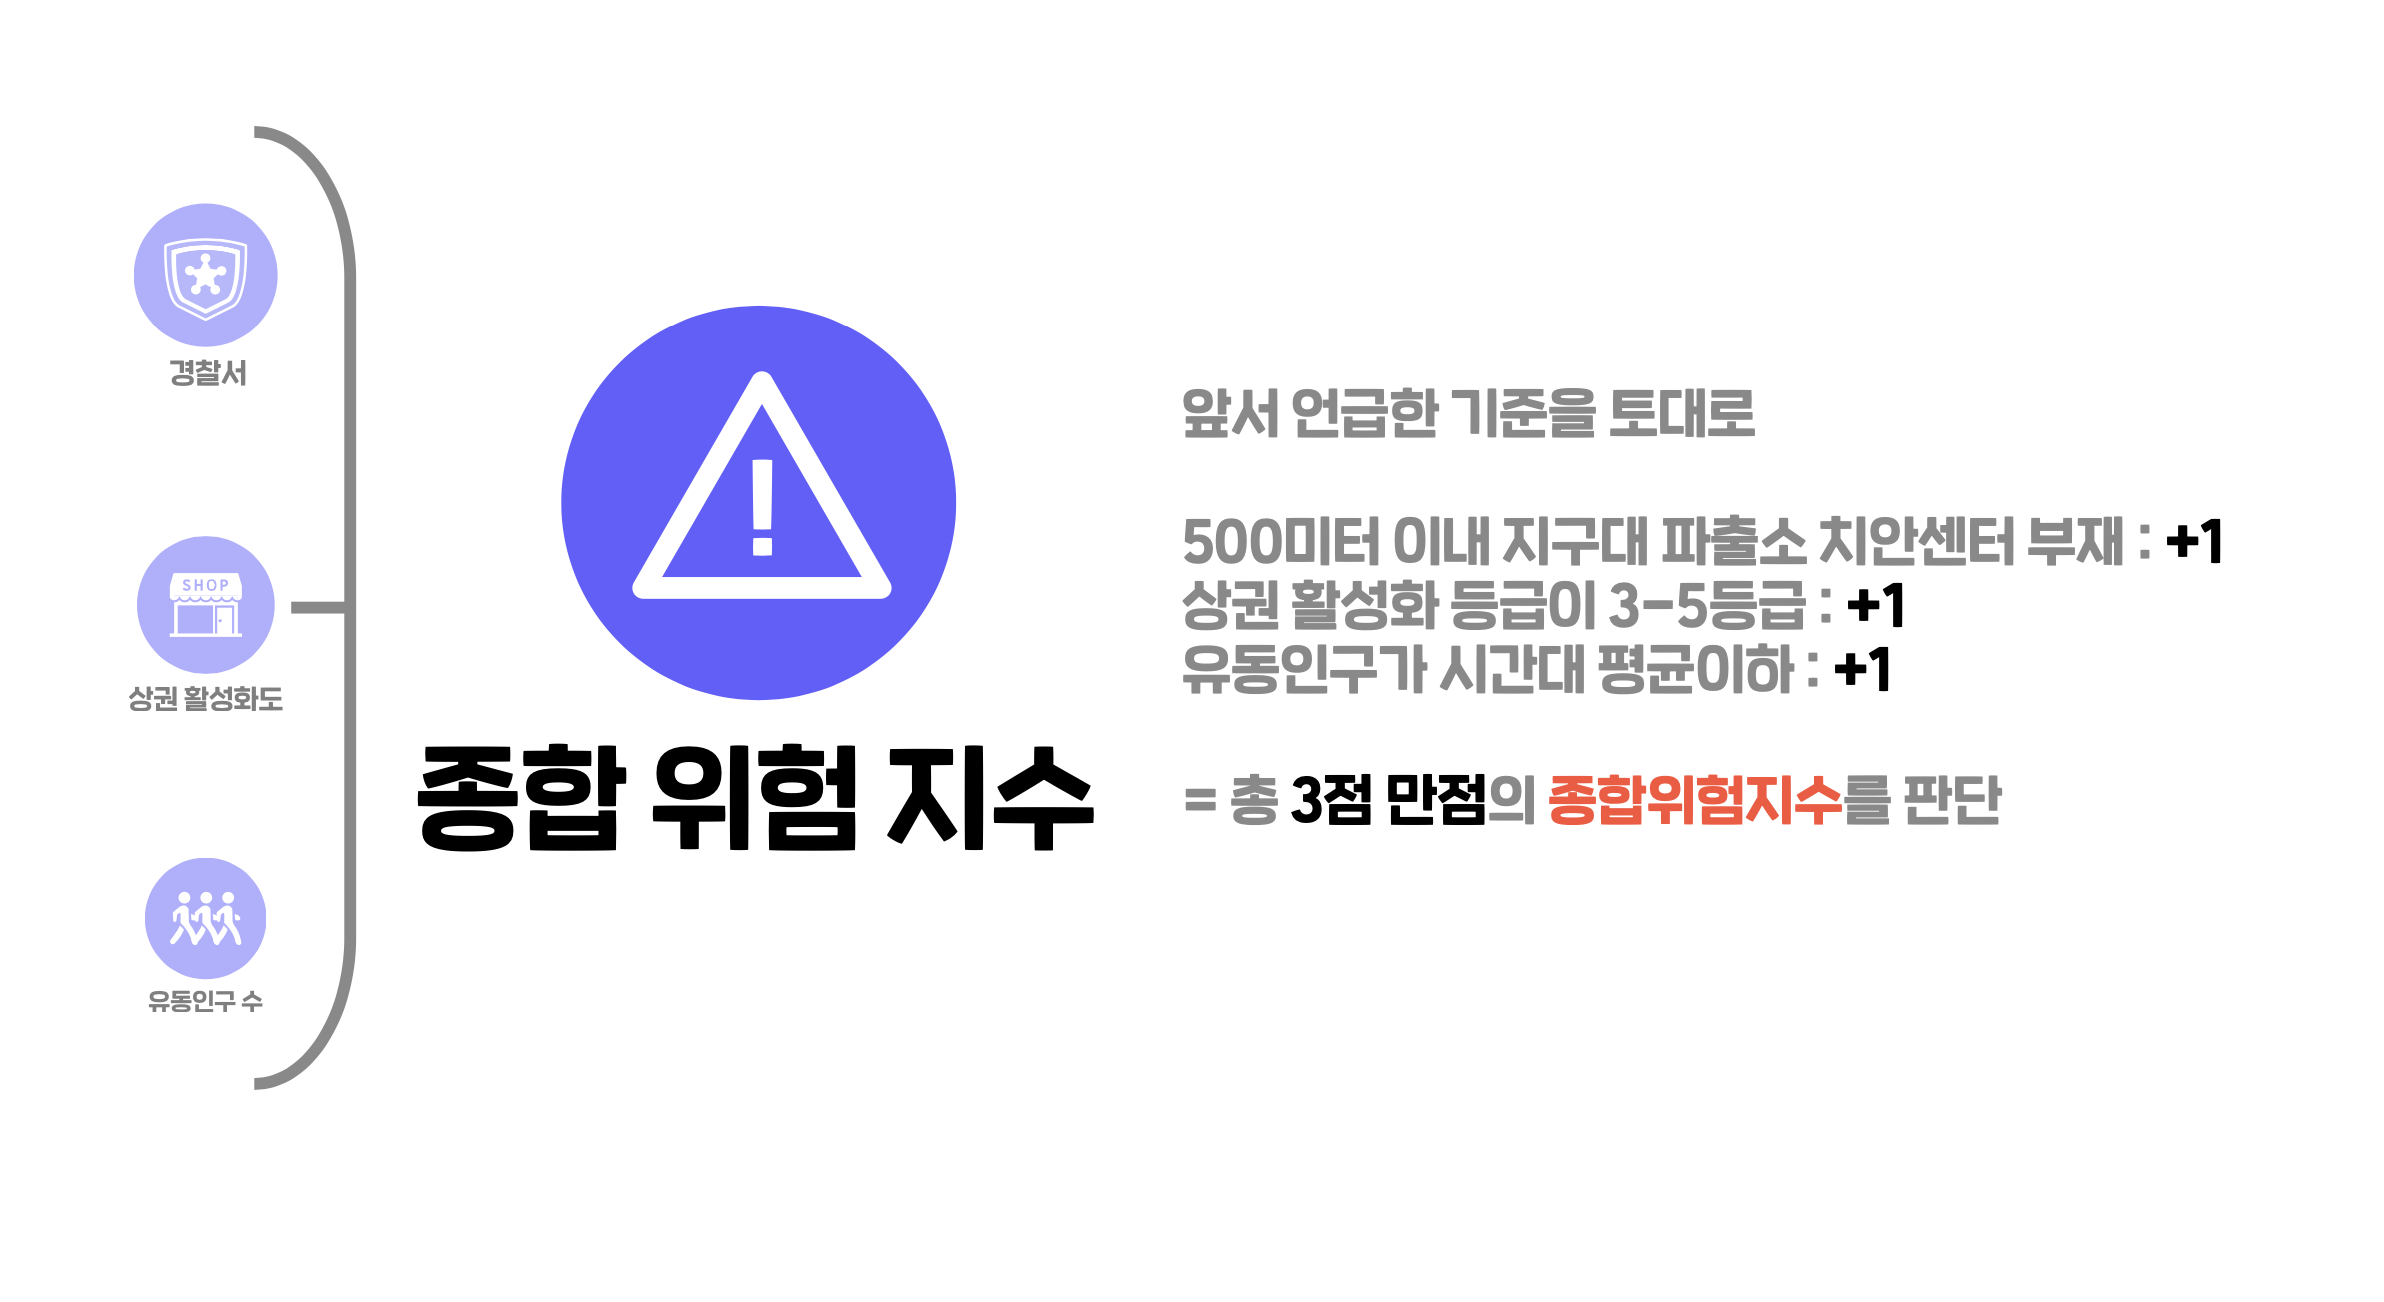 경찰서
SHOP
상권 활성화도
유동인구 수
!
종합 위험 지수
앞서 언급한 기준을 토대로
500미터 이내 지구대 파출소 치안센터 부재 : +1
상권 활성화 등급이 3-5등급 : +1
유동인구가 시간대 평균이하 : +1
= 총 3점 만점의 종합위험지수를 판단